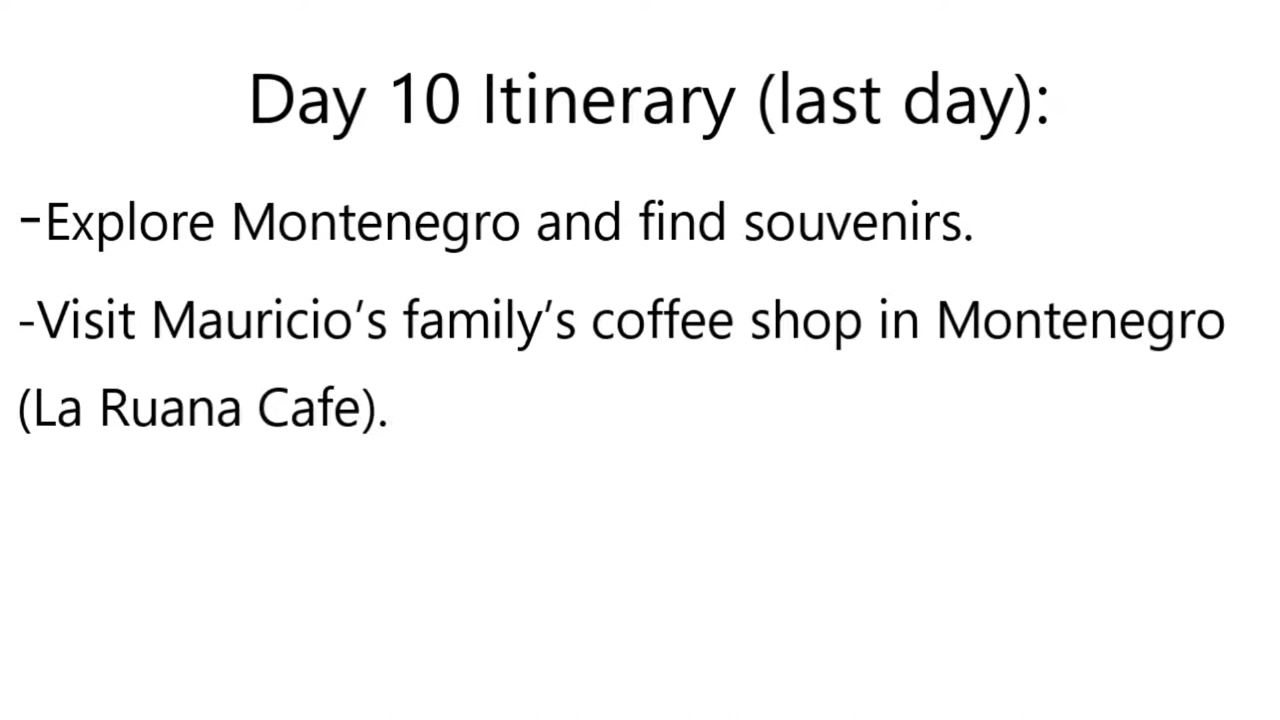 Day 10 Itinerary (last day):
-Explore Montenegro and find souvenirs.
-Visit Mauricio’s family’s coffee shop in Montenegro
(La Ruana Cafe).